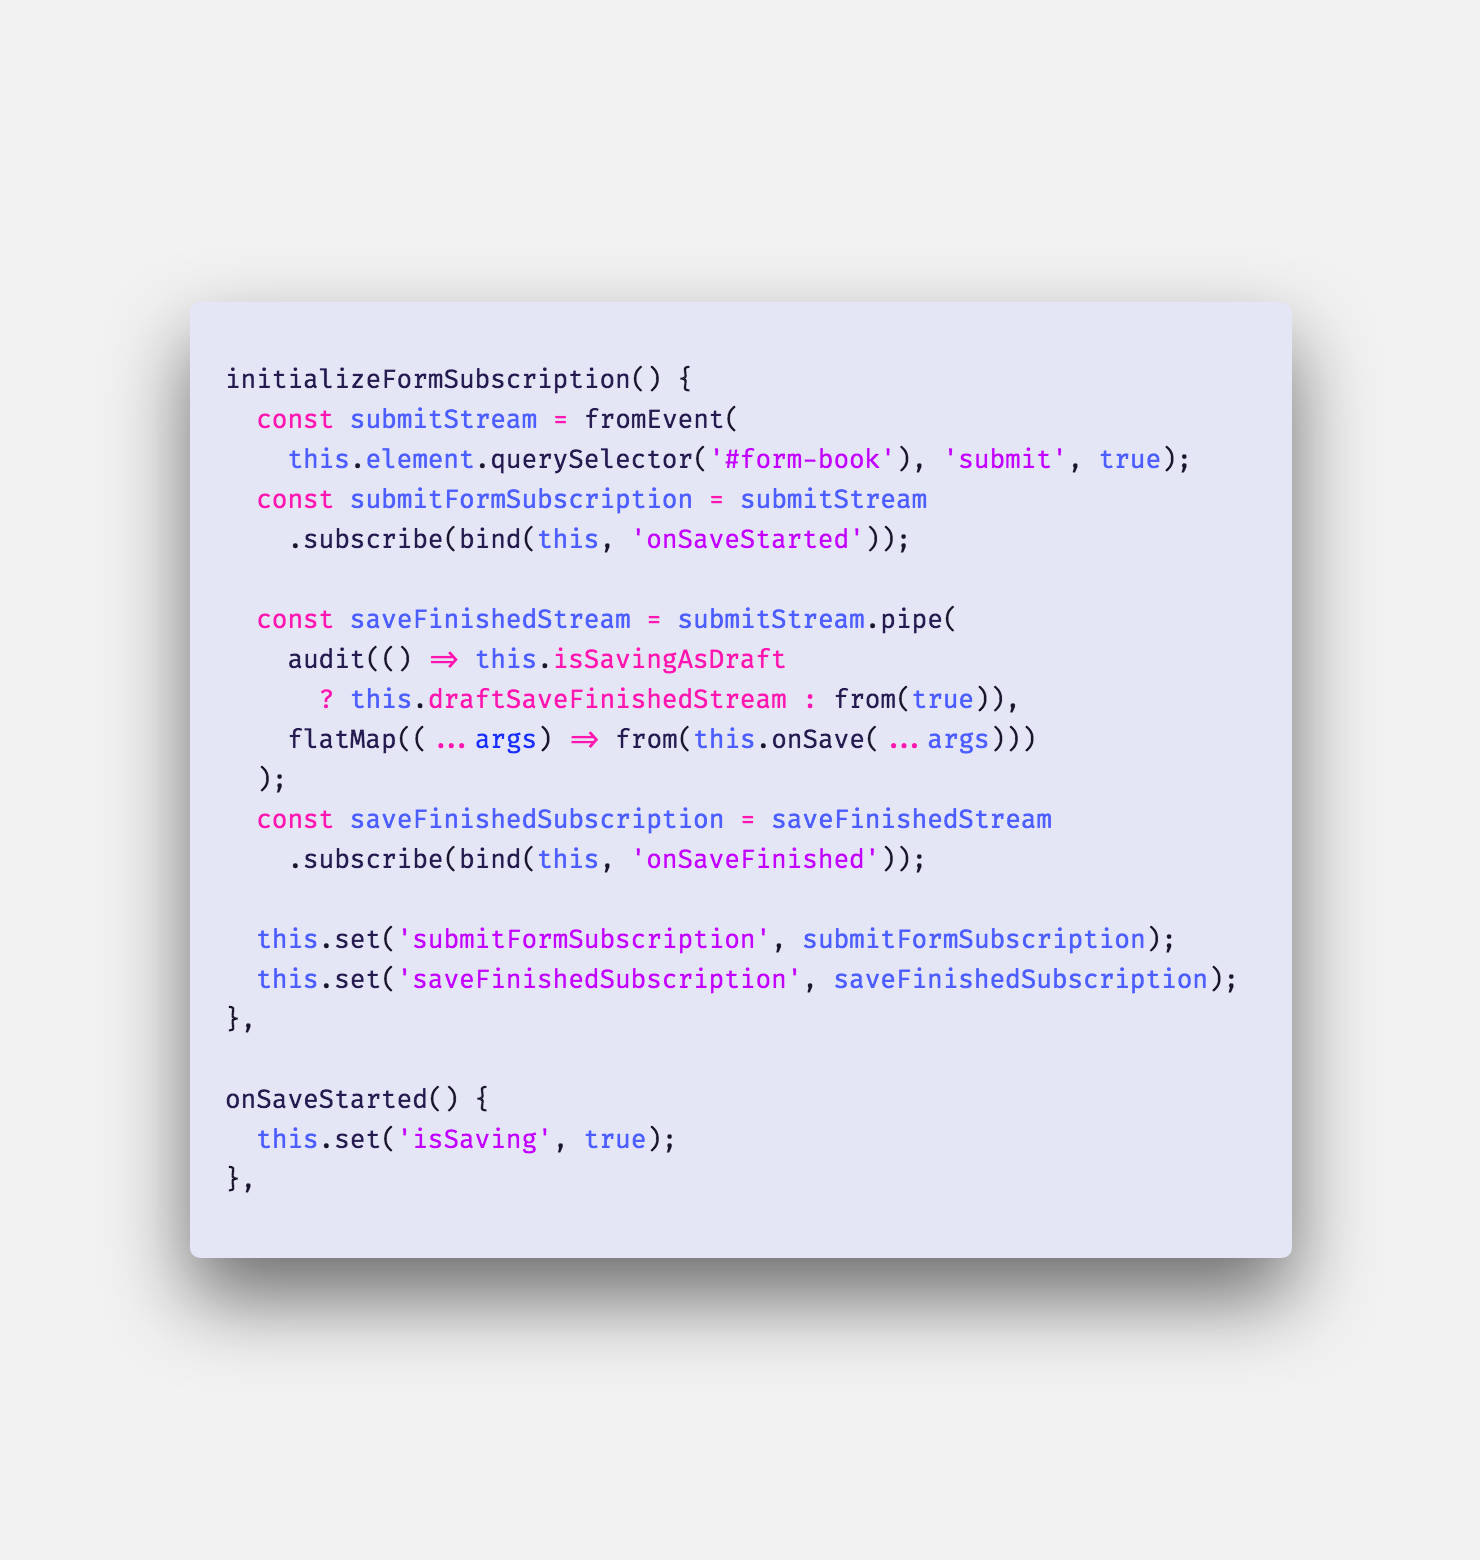 initializeFormSubscription() {
  const submitStream = fromEvent(
    this.element.querySelector('#form-book'), 'submit', true);
  const submitFormSubscription = submitStream
    .subscribe(bind(this, 'onSaveStarted'));

  const saveFinishedStream = submitStream.pipe(
    audit(() => this.isSavingAsDraft
      ? this.draftSaveFinishedStream : from(true)),
    flatMap((...args) => from(this.onSave(...args)))
  );
  const saveFinishedSubscription = saveFinishedStream
    .subscribe(bind(this, 'onSaveFinished'));

  this.set('submitFormSubscription', submitFormSubscription);
  this.set('saveFinishedSubscription', saveFinishedSubscription);
},

onSaveStarted() {
  this.set('isSaving', true);
},